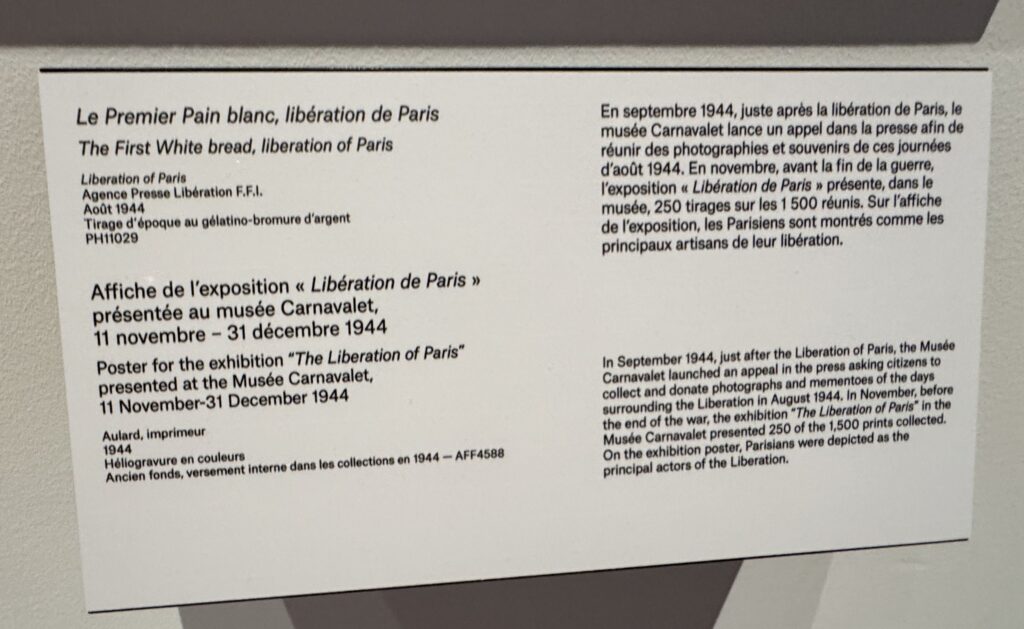 Le Premier Pain blanc, libération de Paris
The First White bread, liberation of Paris
Liberation of Paris
Agence Presse Libération F.F.I.
Août 1944
Tirage d'époque au gélatino-bromure d'argent
PH11029
Affiche de l'exposition « Libération de Paris »
présentée au musée Carnavalet,
11 novembre – 31 décembre 1944
Poster for the exhibition "The Liberation of Paris"
presented at the Musée Carnavalet,
11 November-31 December 1944
Aulard, imprimeur
1944
Héliogravure en couleurs
Ancien fonds, versement interne dans les collections en 1944 — AFF4588
En septembre 1944, juste après la libération de Paris, le
musée Carnavalet lance un appel dans la presse afin de
réunir des photographies et souvenirs de ces journées
d'août 1944. En novembre, avant la fin de la guerre,
l'exposition « Libération de Paris » présente, dans le
musée, 250 tirages sur les 1 500 réunis. Sur l'affiche
de l'exposition, les Parisiens sont montrés comme les
principaux artisans de leur libération.
In September 1944, just after the Liberation of Paris, the Musée
Carnavalet launched an appeal in the press asking citizens to
collect and donate photographs and mementoes of the days
surrounding the Liberation in August 1944. In November, before
the end of the war, the exhibition "The Liberation of Paris" in the
Musée Carnavalet presented 250 of the 1,500 prints collected.
On the exhibition poster, Parisians were depicted as the
principal actors of the Liberation.